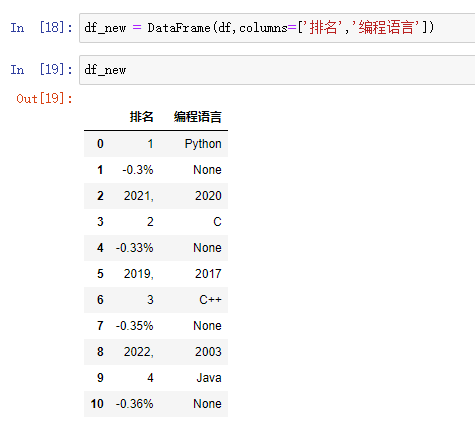 In [18]: df_new = DataFrame(df,columns=['排名','编程语言'])
In [19]: df_new
Out[19]:
排名 编程语言
0 1 Python
1 -0.3% None
2 2021, 2020
3 2 C
4 -0.33% None
5 2019, 2017
6 3 C++
7 -0.35% None
8 2022, 2003
9 4 Java
10 -0.36% None